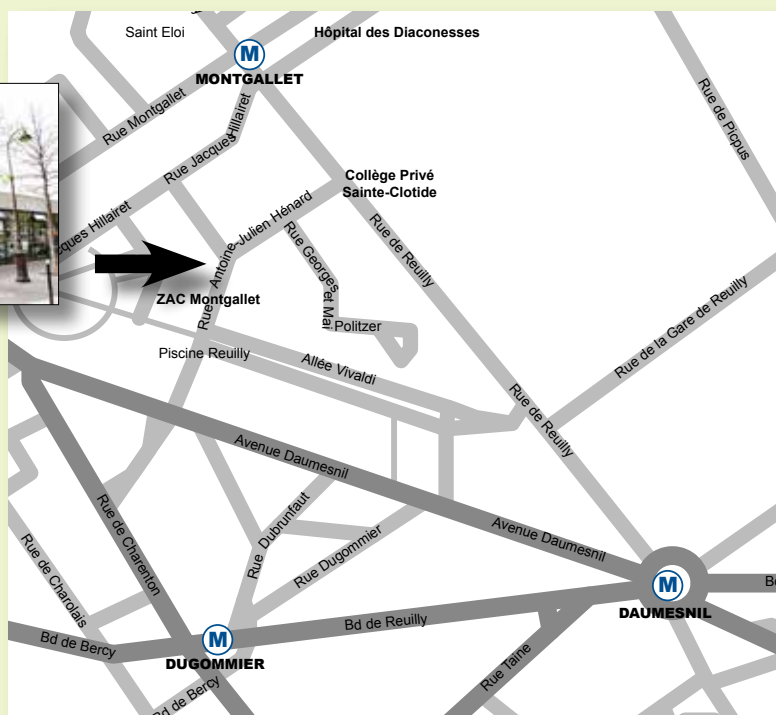 Saint Eloi
Hôpital des Diaconesses
M
MONTGALLET
Rue Montgallet
Rue Jacques Hillairet
Rue de Picpus
Collège Privé
Sainte-Clotide
cques Hillairet
Rue Antoine-Julien Hénard
Rue Georges et Maï Politzer
Rue de Reuilly
ZAC Montgallet
Rue de la Gare de Reuilly
Piscine Reuilly
Allée Vivaldi
Rue de Reuilly
Avenue Daumesnil
Rue de Charenton
Rue Dubrunfaut
Rue Dugommier
Avenue Daumesnil
Rue de Charolais
M
DAUMESNIL
Bd de Reuilly
Bd de Bercy
M
DUGOMMIER
Rue Taine
Bd de Bercy